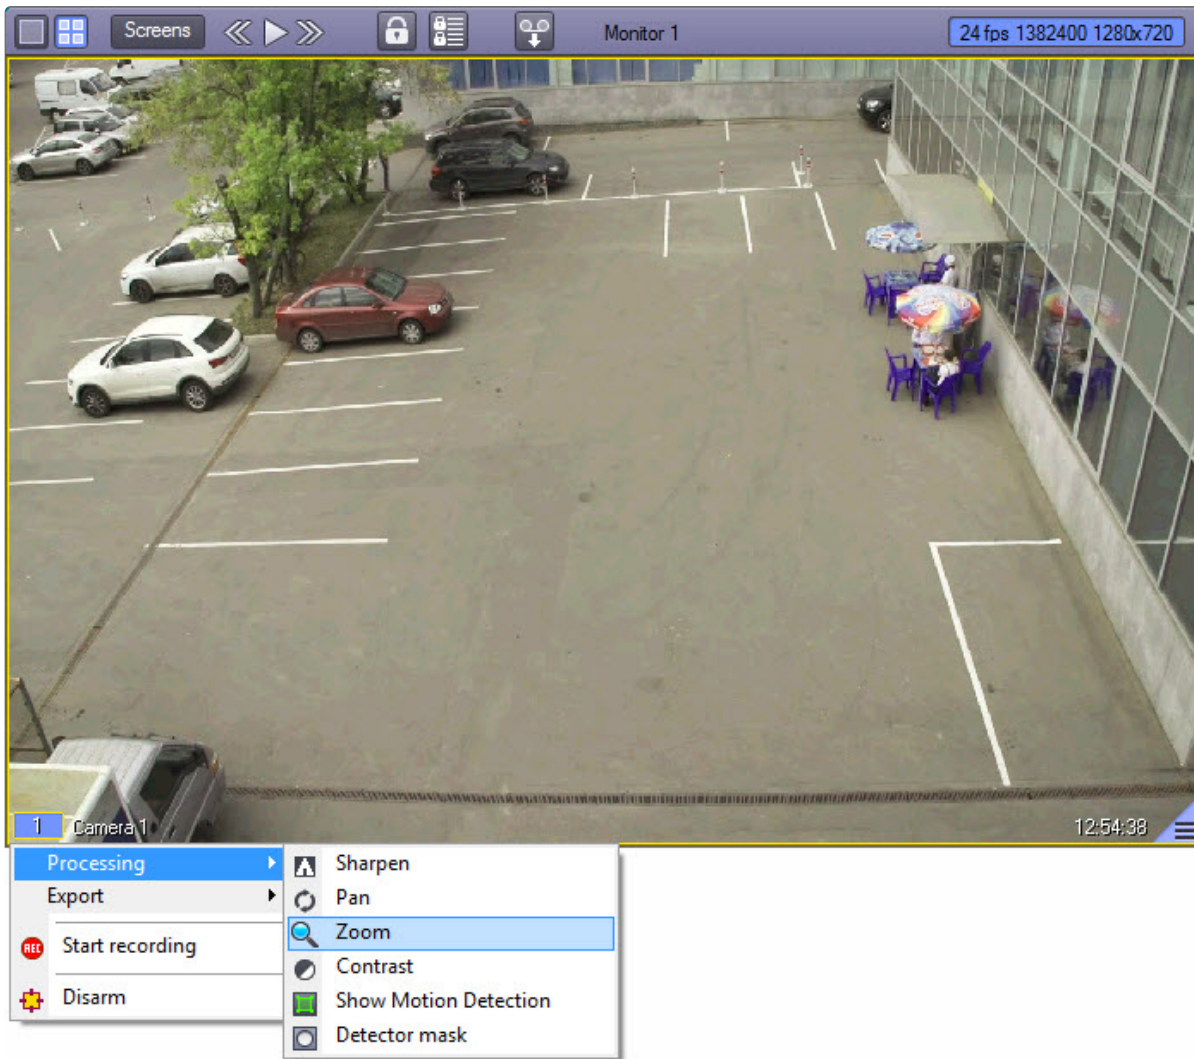 Screens
Monitor 1
24 fps 1382400 1280x720
1 Camera 1
12:54:38
Processing
Export
REC Start recording
Disarm
Sharpen
Pan
Zoom
Contrast
Show Motion Detection
Detector mask